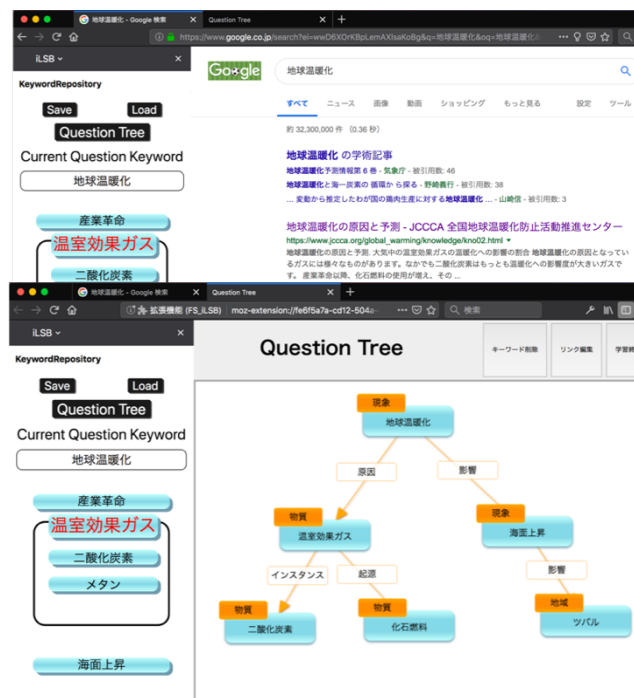 地球温暖化 - Google 検索
Question Tree
https://www.google.co.jp/search?ei=wwD6XOrKBpLemAXIsaKoBg&q=地球温暖化&oq=地球温暖化
iLSB
KeywordRepository
Save
Load
Question Tree
Current Question Keyword
地球温暖化
産業革命
温室効果ガス
二酸化炭素
Google
地球温暖化
すべて ニュース 画像 動画 ショッピング もっと見る 設定 ツール
約 32,300,000 件 (0.36 秒)
地球温暖化 の学術記事
地球温暖化予測情報第 6 巻 - 気象庁 - 被引用数: 46
地球温暖化と海一炭素の 循環か ら探る - 野崎義行 - 被引用数: 38
... 変動から推定したわが国の鶏肉生産に対する地球温暖化 ... - 山崎信 - 被引用数: 3
地球温暖化の原因と予測 - JCCCA 全国地球温暖化防止活動推進センター
https://www.jccca.org/global_warming/knowledge/kno02.html
地球温暖化の原因と予測. 大気中の温室効果ガスの温暖化への影響の割合 地球温暖化の原因となってい
るガスには様々なものがあります。なかでも二酸化炭素はもっとも温暖化への影響度が大きいガスで
す。 産業革命以降、化石燃料の使用が増え、その ...
地球温暖化 - Google 検索
Question Tree
拡張機能 (FS_iLSB)
moz-extension://fe6f5a7a-cd12-504a
検索
iLSB
KeywordRepository
Save
Load
Question Tree
Current Question Keyword
地球温暖化
産業革命
温室効果ガス
二酸化炭素
メタン
海面上昇
Question Tree
キーワード削除
リンク編集
学習終
現象
地球温暖化
原因
影響
物質
温室効果ガス
現象
海面上昇
インスタンス
起源
影響
物質
二酸化炭素
物質
化石燃料
地域
ツバル